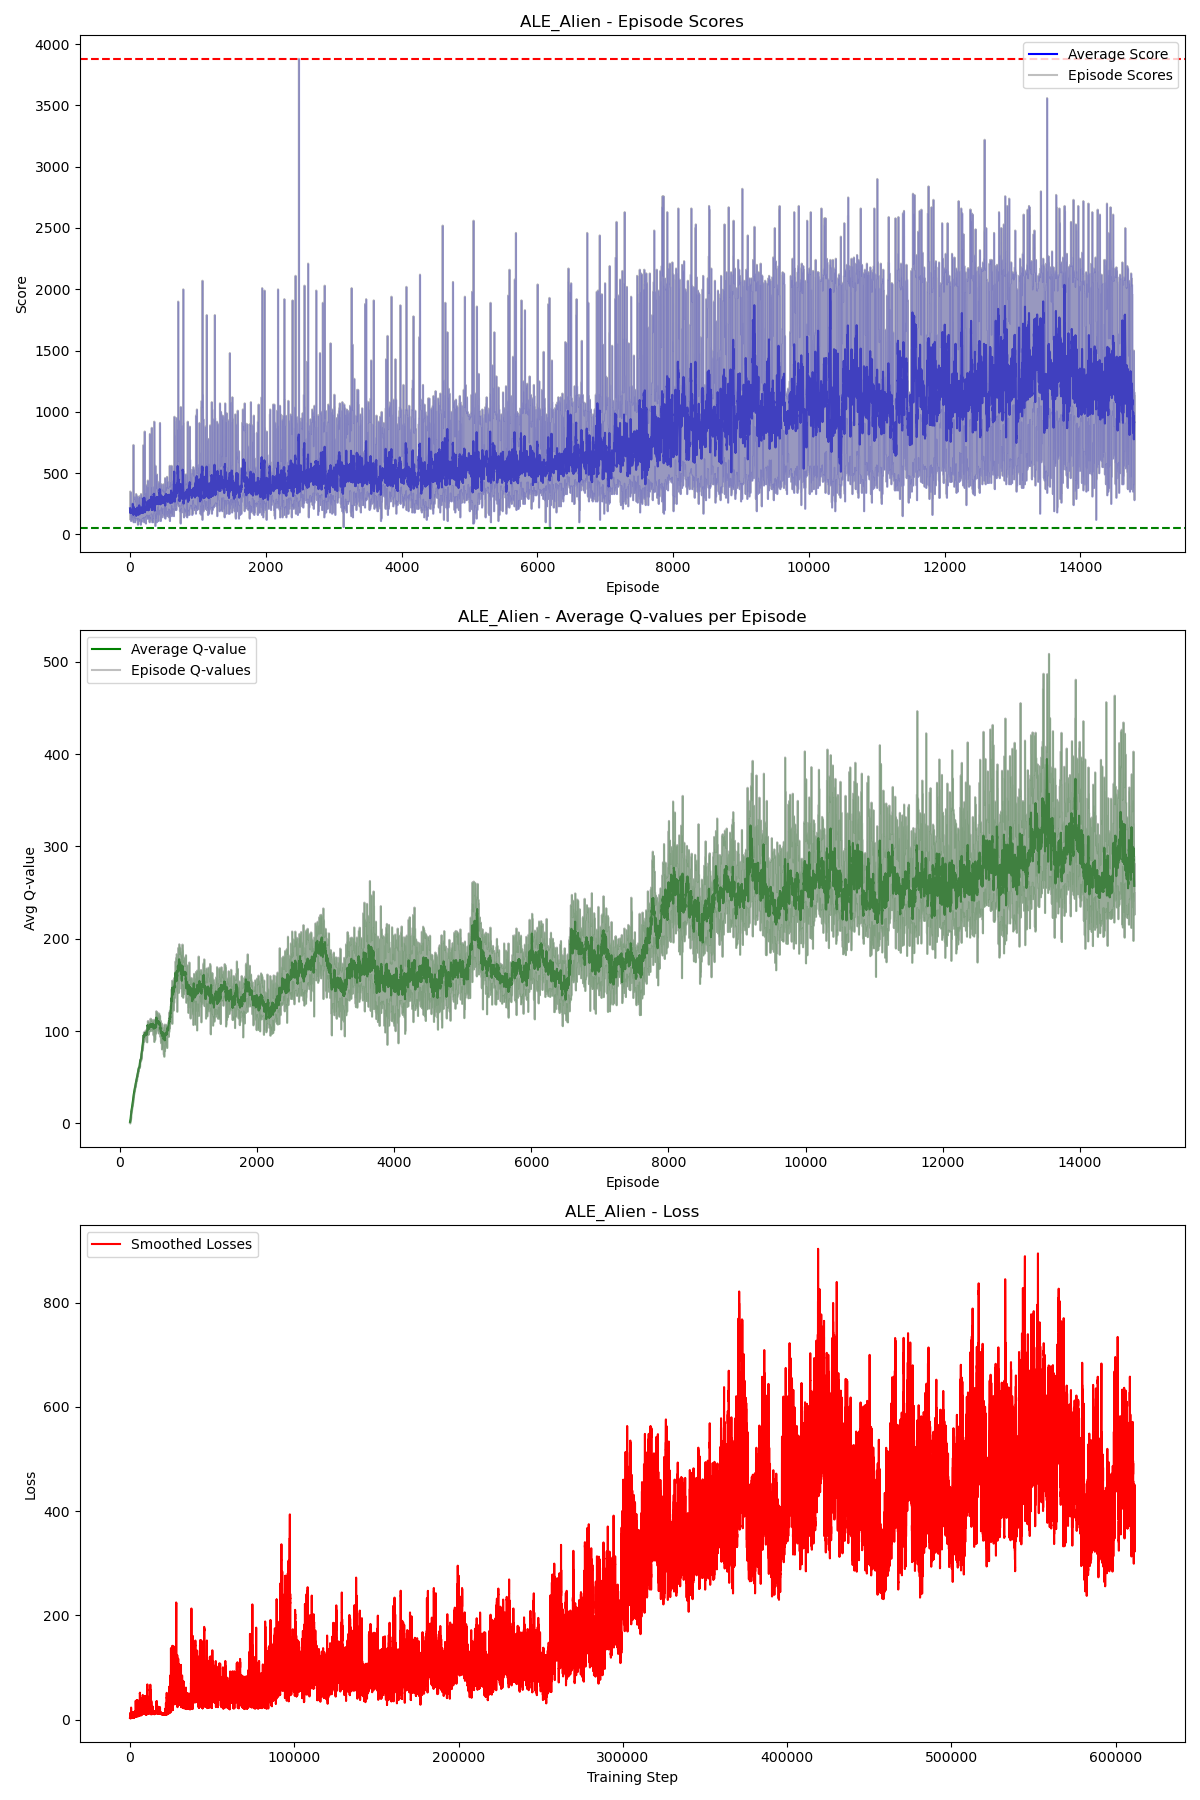 ALE_Alien - Episode Scores
Average Score
Episode Scores
4000
3500
3000
2500
2000
1500
1000
500
0
Score
0 2000 4000 6000 8000 10000 12000 14000
Episode
ALE_Alien - Average Q-values per Episode
Average Q-value
Episode Q-values
500
400
300
200
100
0
Avg Q-value
0 2000 4000 6000 8000 10000 12000 14000
Episode
ALE_Alien - Loss
Smoothed Losses
800
600
400
200
0
Loss
0 100000 200000 300000 400000 500000 600000
Training Step